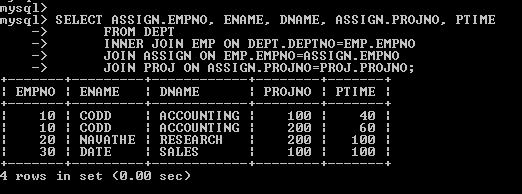 mysql>
mysql> SELECT ASSIGN.EMPNO, ENAME, DNAME, ASSIGN.PROJNO, PTIME
    -> FROM DEPT
    -> INNER JOIN EMP ON DEPT.DEPTNO=EMP.EMPNO
    -> JOIN ASSIGN ON EMP.EMPNO=ASSIGN.EMPNO
    -> JOIN PROJ ON ASSIGN.PROJNO=PROJ.PROJNO;
+-------+---------+------------+--------+-------+
| EMPNO | ENAME | DNAME | PROJNO | PTIME |
+-------+---------+------------+--------+-------+
| 10 | CODD | ACCOUNTING | 100 | 40 |
| 10 | CODD | ACCOUNTING | 200 | 60 |
| 20 | NAVATHE | RESEARCH | 200 | 100 |
| 30 | DATE | SALES | 100 | 100 |
+-------+---------+------------+--------+-------+
4 rows in set (0.00 sec)